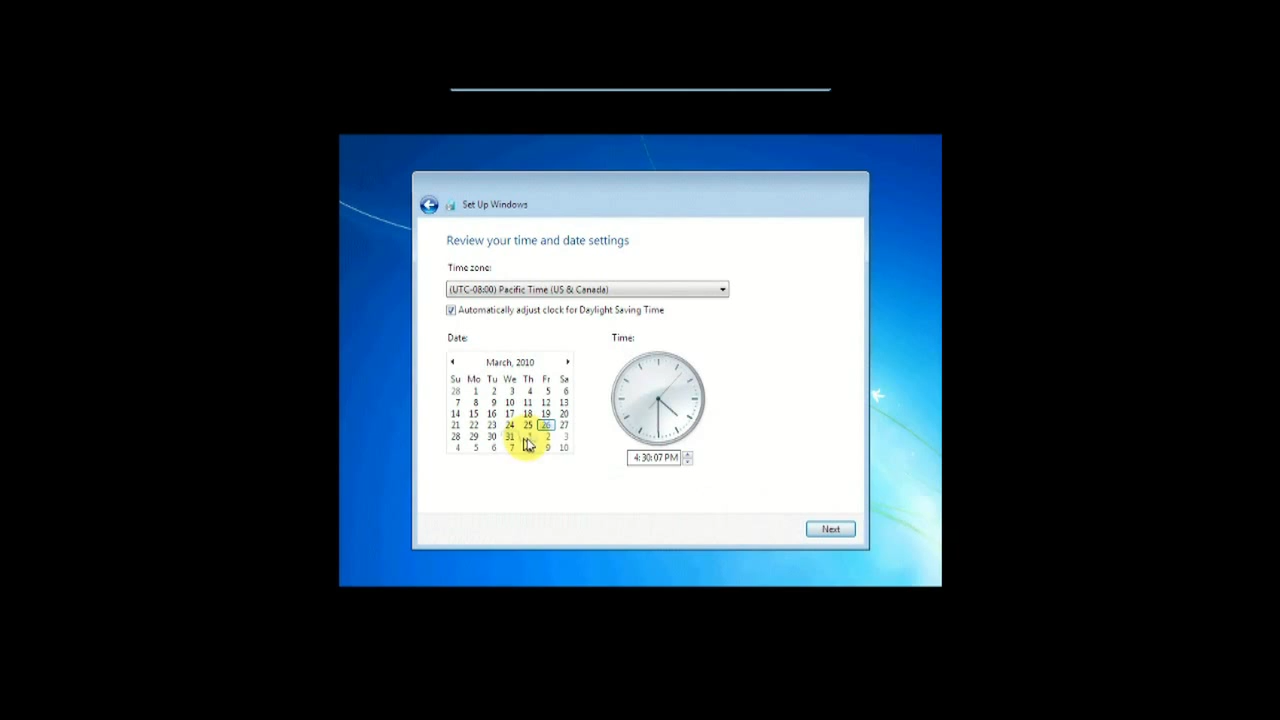 Set Up Windows
Review your time and date settings
Time zone:
(UTC-08:00) Pacific Time (US & Canada)
Automatically adjust clock for Daylight Saving Time
Date: Time:
March, 2010
Su Mo Tu We Th Fr Sa
28 1 2 3 4 5 6
7 8 9 10 11 12 13
14 15 16 17 18 19 20
21 22 23 24 25 26 27
28 29 30 31 1 2 3
4 5 6 7 9 10
4:30:07 PM
Next